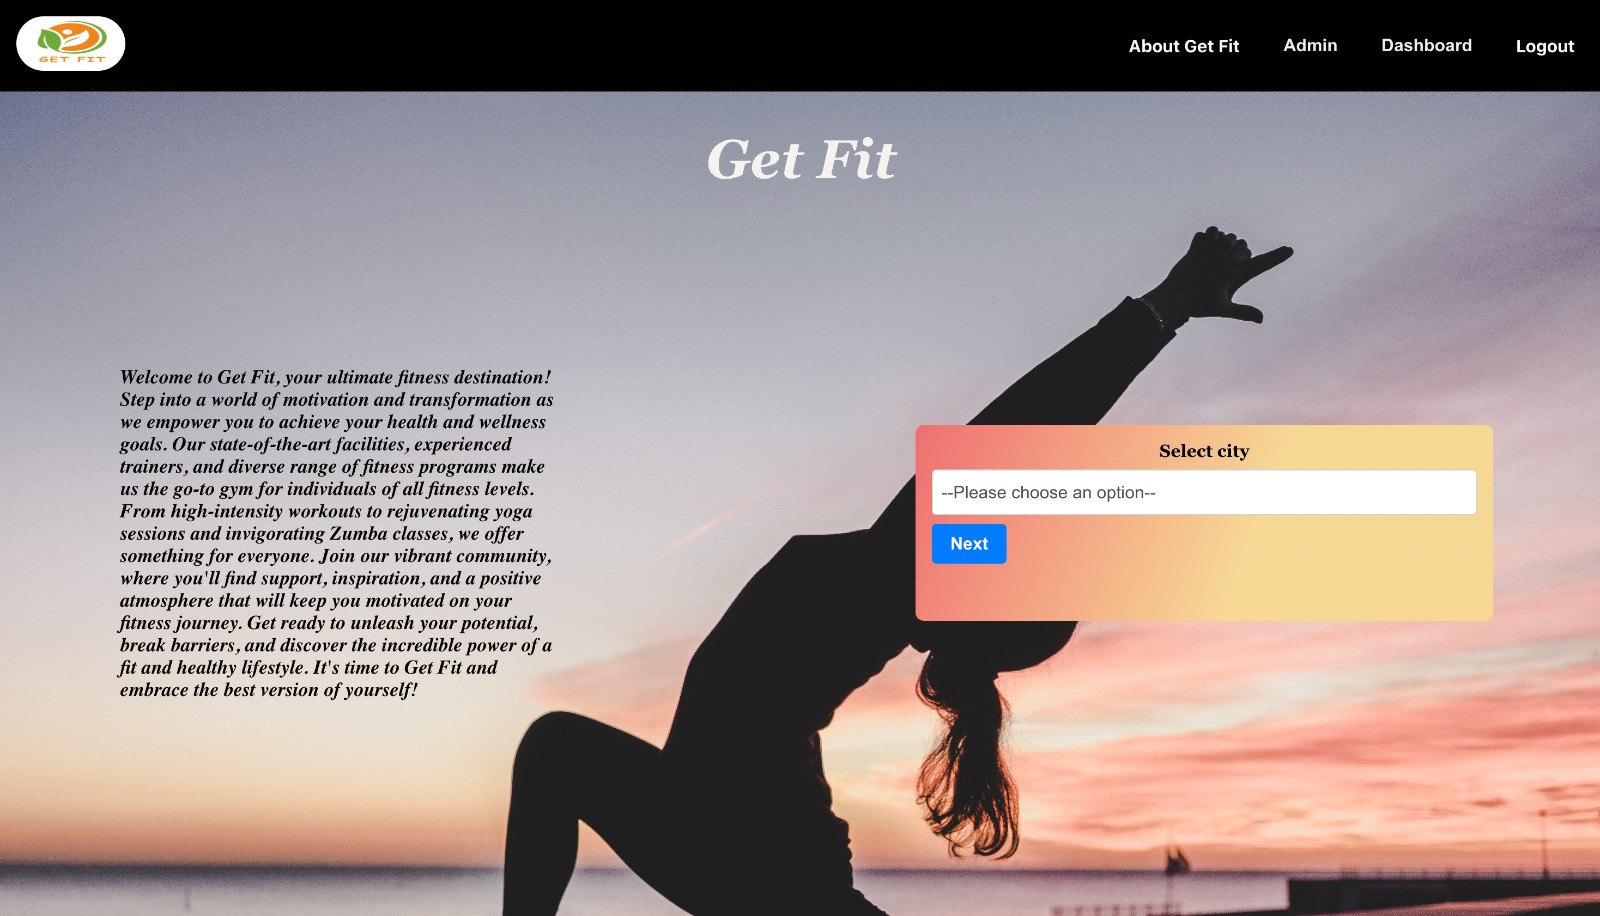 GET FIT
About Get Fit
Admin
Dashboard
Logout
Get Fit
Welcome to Get Fit, your ultimate fitness destination!
Step into a world of motivation and transformation as
we empower you to achieve your health and wellness
goals. Our state-of-the-art facilities, experienced
trainers, and diverse range of fitness programs make
us the go-to gym for individuals of all fitness levels.
From high-intensity workouts to rejuvenating yoga
sessions and invigorating Zumba classes, we offer
something for everyone. Join our vibrant community,
where you'll find support, inspiration, and a positive
atmosphere that will keep you motivated on your
fitness journey. Get ready to unleash your potential,
break barriers, and discover the incredible power of a
fit and healthy lifestyle. It's time to Get Fit and
embrace the best version of yourself!
Select city
--Please choose an option--
Next